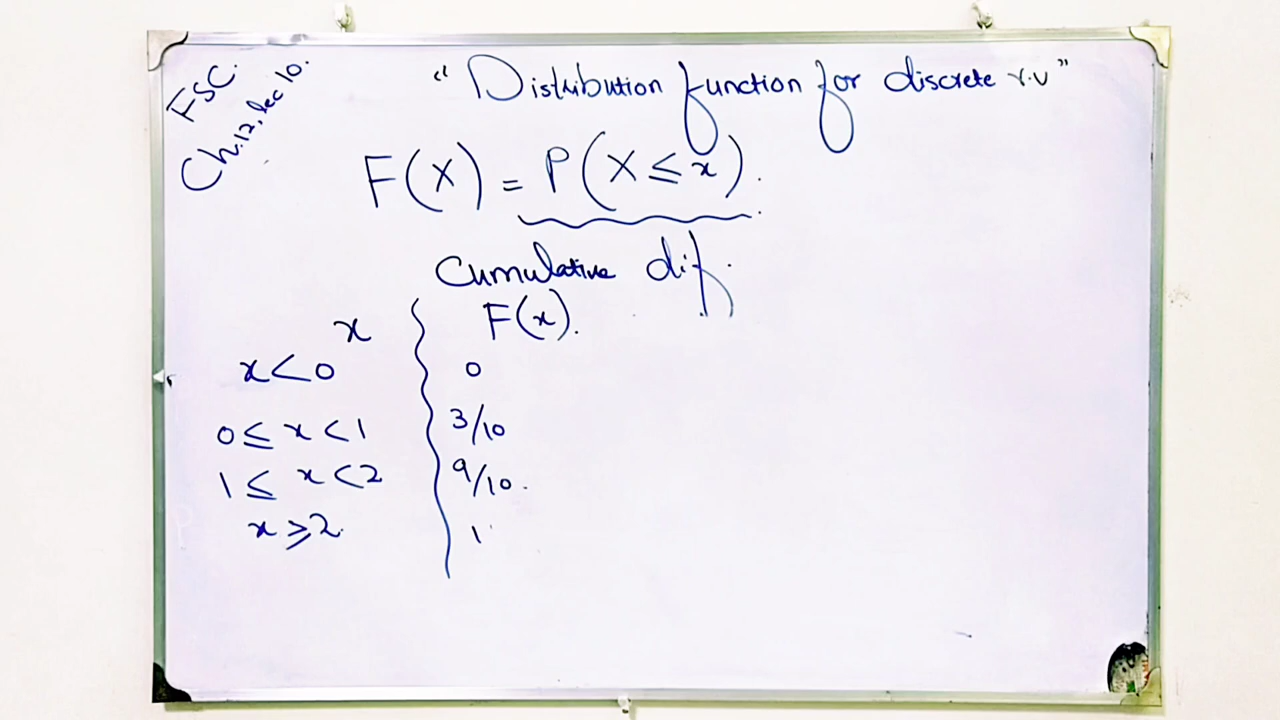 FSC.
Ch.12, lec 10.
"Distribution function for discrete r.v"
F(X) = P(X ≤ x).
Cumulative dif.
x F(x).
x < 0 0
0 ≤ x < 1 3/10
1 ≤ x < 2 9/10.
x ≥ 2. 1